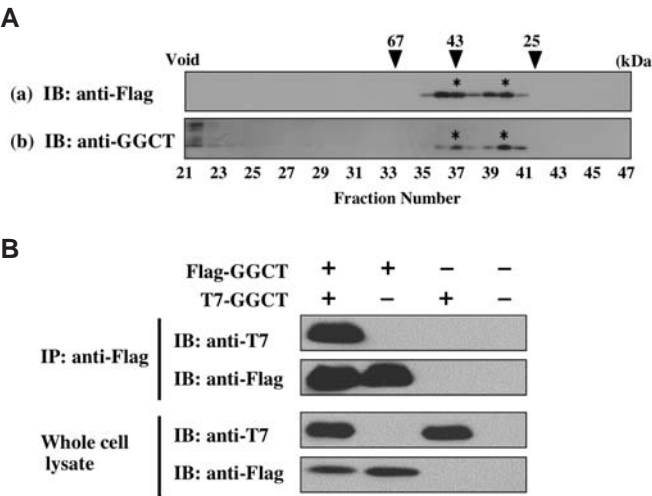 A
67 43 25
Void (kDa
(a) IB: anti-Flag * *
(b) IB: anti-GGCT * *
21 23 25 27 29 31 33 35 37 39 41 43 45 47
Fraction Number
B
Flag-GGCT + + − −
T7-GGCT + − + −
IP: anti-Flag
IB: anti-T7
IB: anti-Flag
Whole cell
lysate
IB: anti-T7
IB: anti-Flag